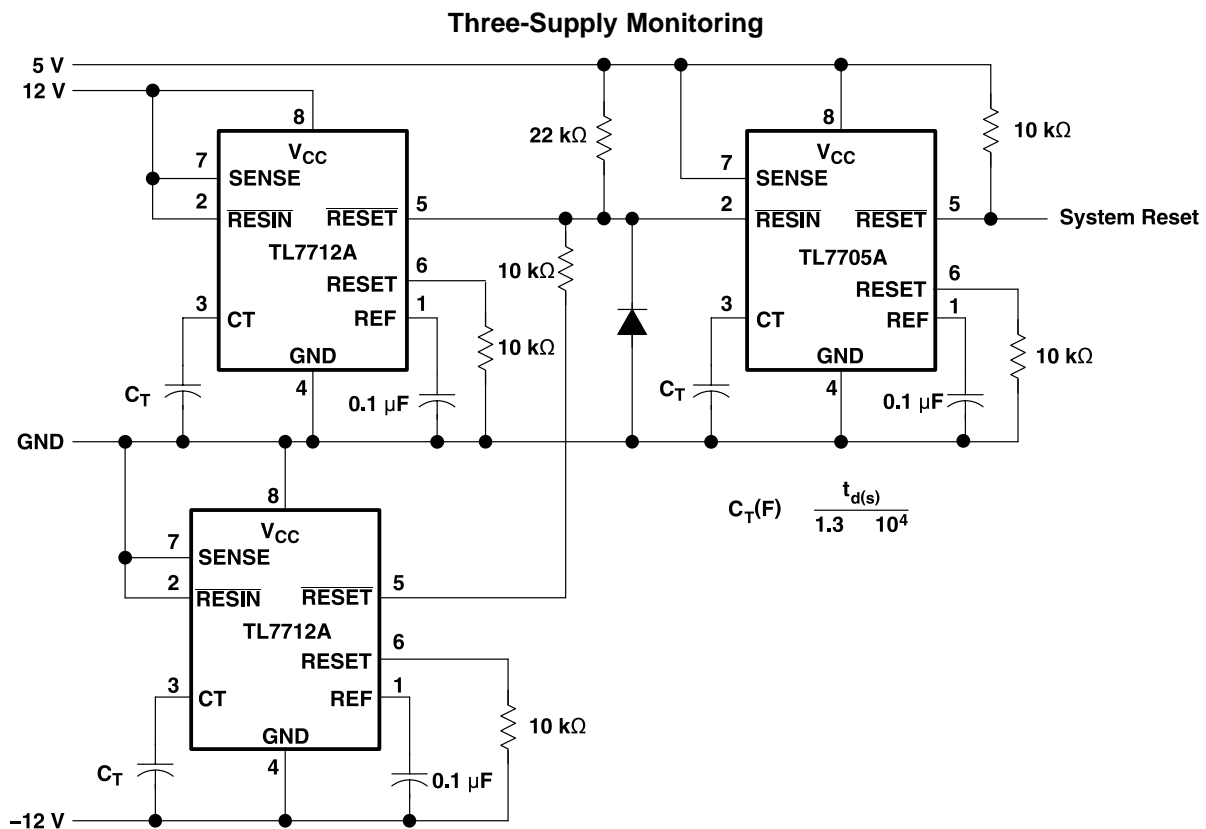 Three-Supply Monitoring
5 V
12 V
8
VCC
7
SENSE
2
RESIN
RESET
5
TL7712A
RESET
6
3
CT
REF
1
GND
4
CT
0.1 µF
10 kΩ
22 kΩ
10 kΩ
8
VCC
7
SENSE
2
RESIN
RESET
5
TL7705A
RESET
6
3
CT
REF
1
GND
4
CT
0.1 µF
10 kΩ
10 kΩ
System Reset
GND
8
VCC
7
SENSE
2
RESIN
RESET
5
TL7712A
RESET
6
3
CT
REF
1
GND
4
CT
0.1 µF
10 kΩ
–12 V
CT(F) td(s)
1.3 10⁴